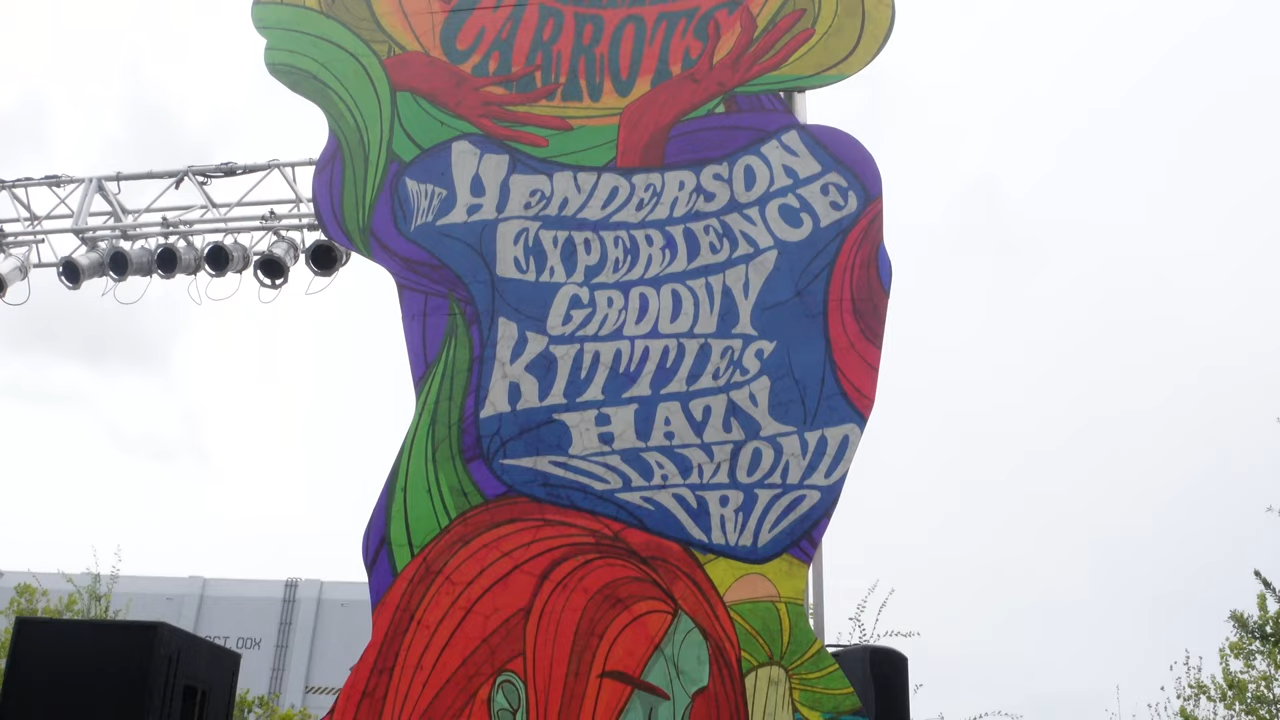 CARROTS
THE HENDERSON
EXPERIENCE
GROOVY
KITTIES
HAZY
DIAMOND
TRIO